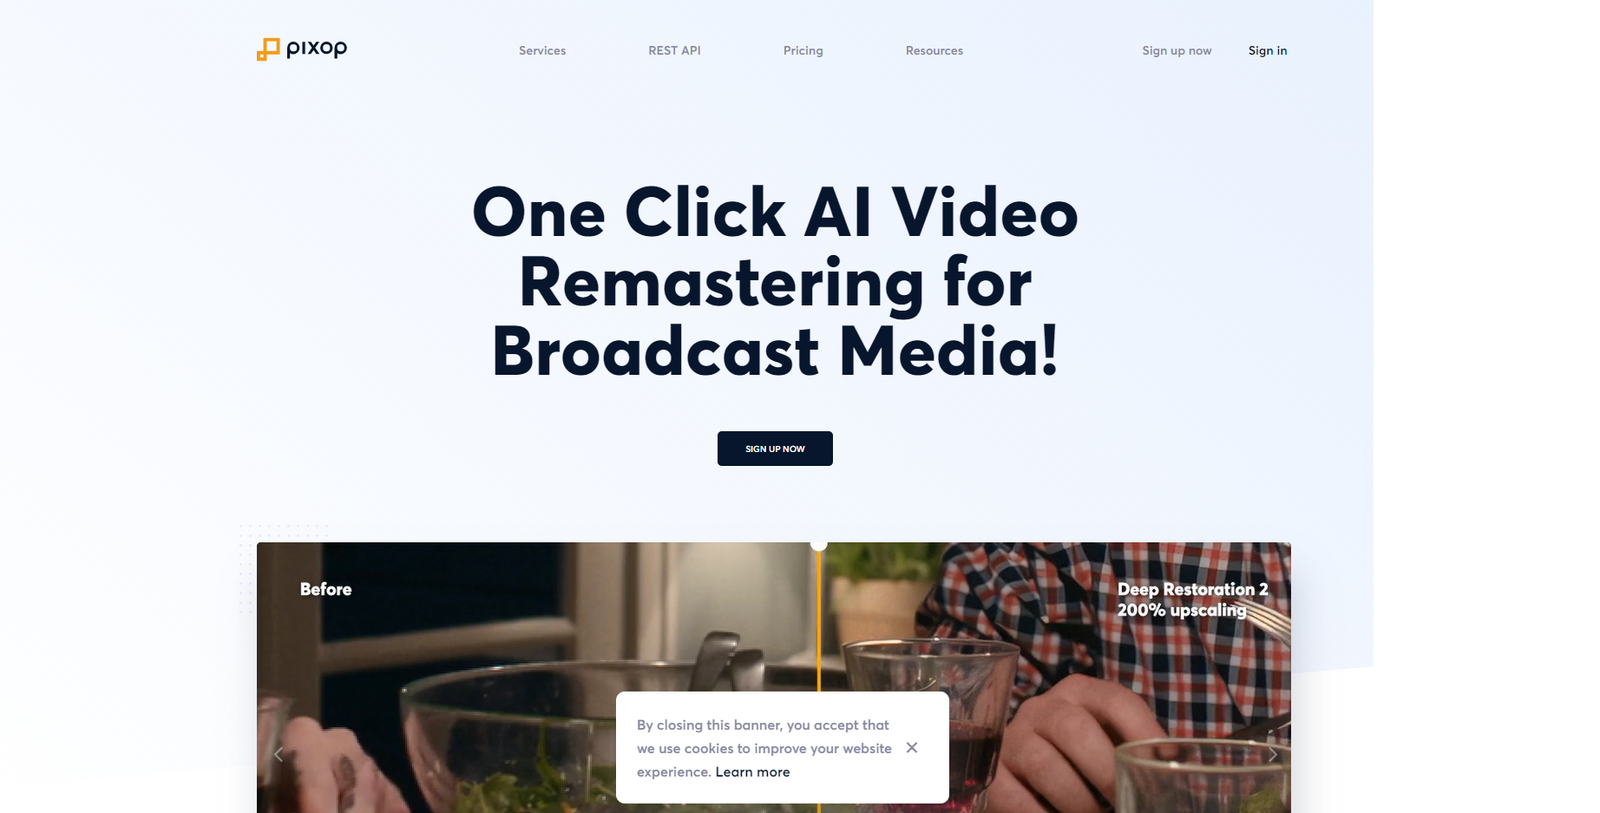 pixop
Services
REST API
Pricing
Resources
Sign up now
Sign in
One Click AI Video
Remastering for
Broadcast Media!
SIGN UP NOW
Before
Deep Restoration 2
200% upscaling
By closing this banner, you accept that
we use cookies to improve your website
experience. Learn more